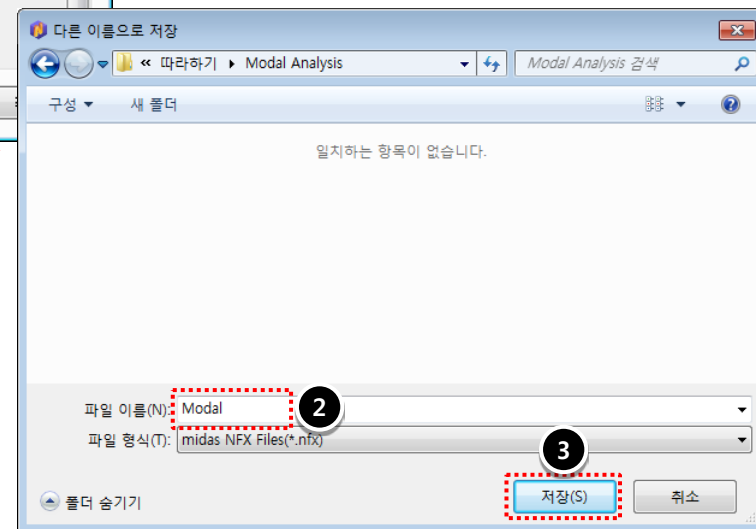 다른 이름으로 저장
« 따라하기 ▸ Modal Analysis
Modal Analysis 검색
구성 ▼ 새 폴더
일치하는 항목이 없습니다.
파일 이름(N): Modal
2
파일 형식(T): midas NFX Files(*.nfx)
3
폴더 숨기기
저장(S)
취소